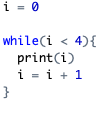 i = 0

while(i < 4){
  print(i)
  i = i + 1
}